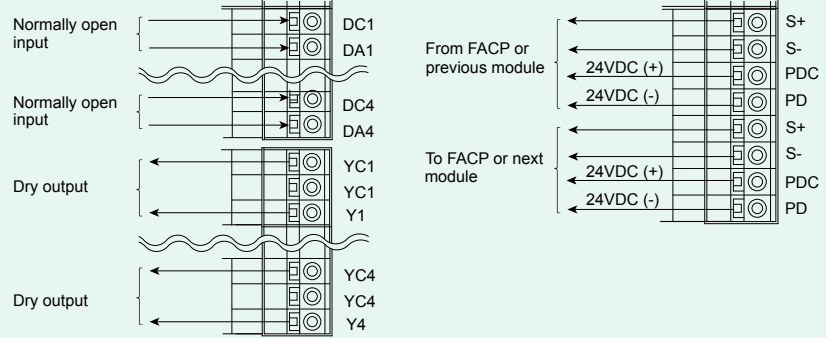 Normally open
input
DC1
DA1
Normally open
input
DC4
DA4
Dry output
YC1
YC1
Y1
Dry output
YC4
YC4
Y4
From FACP or
previous module
S+
S-
24VDC (+)
PDC
24VDC (-)
PD
To FACP or next
module
S+
S-
24VDC (+)
PDC
24VDC (-)
PD